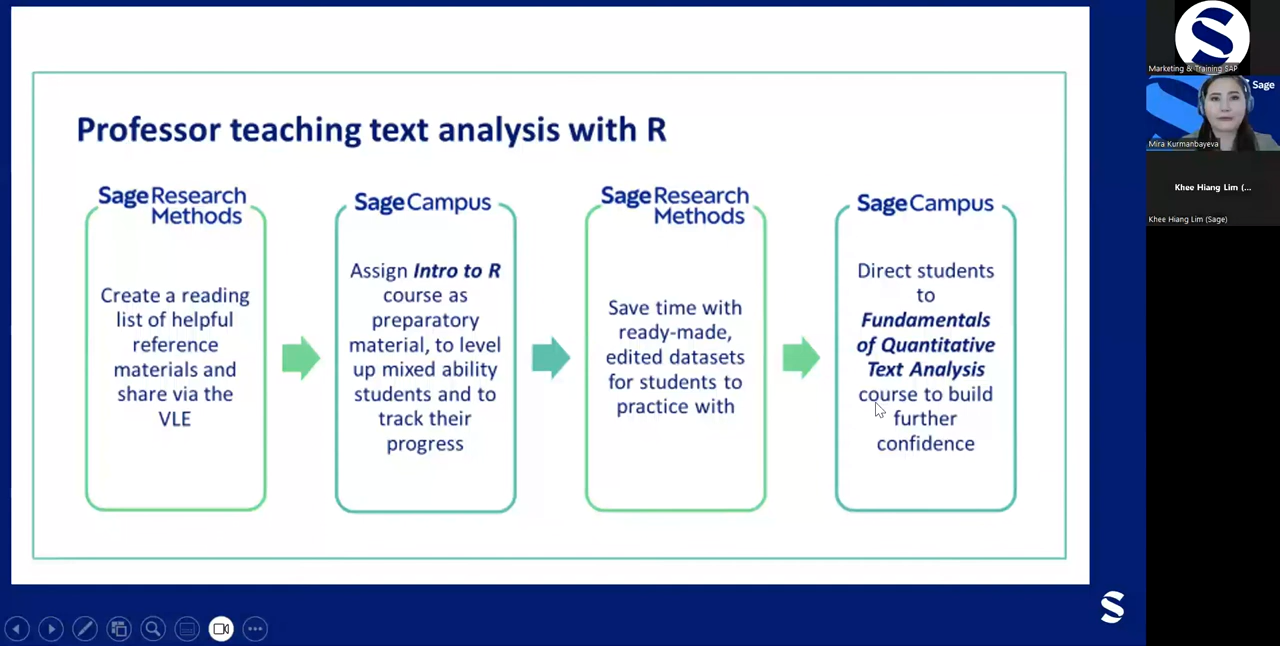 Professor teaching text analysis with R
Sage Research
Methods
Create a reading
list of helpful
reference
materials and
share via the
VLE
Sage Campus
Assign Intro to R
course as
preparatory
material, to level
up mixed ability
students and to
track their
progress
Sage Research
Methods
Save time with
ready-made,
edited datasets
for students to
practice with
Sage Campus
Direct students
to
Fundamentals
of Quantitative
Text Analysis
course to build
further
confidence
Marketing & Training SAP
Sage
Mira Kurmanbayeva
Khee Hiang Lim (...
Khee Hiang Lim (Sage)